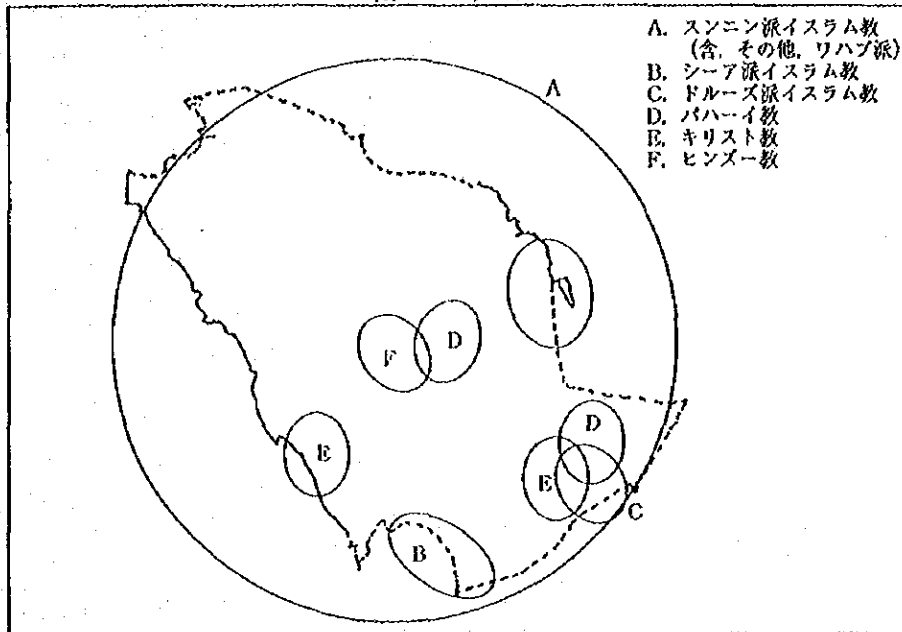 A. スンニン派イスラム教
(含, その他, ワハブ派)
B. シーア派イスラム教
C. ドルーズ派イスラム教
D. バハーイ教
E. キリスト教
F. ヒンズー教
A
F
D
E
D
E
C
B